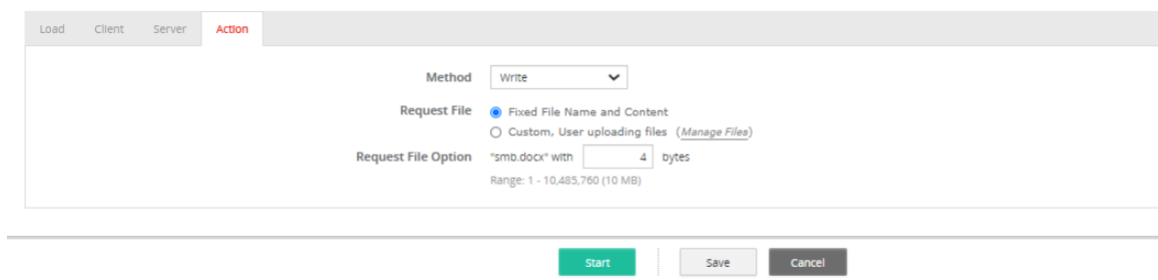 Load Client Server Action
Method Write
Request File Fixed File Name and Content
Custom, User uploading files (Manage Files)
Request File Option "smb.docx" with 4 bytes
Range: 1 - 10,485,760 (10 MB)
Start Save Cancel